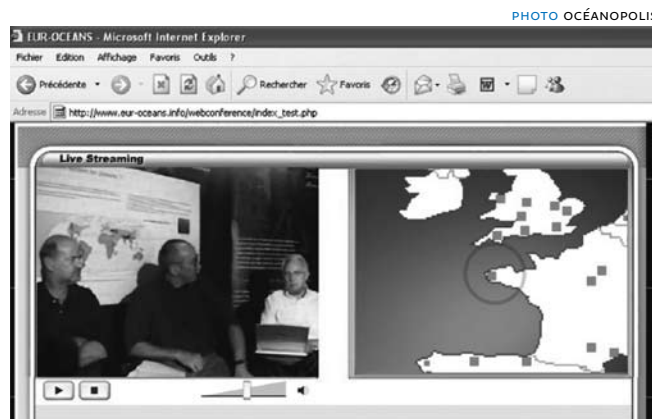 PHOTO OCÉANOPOLIS
EUR-OCEANS - Microsoft Internet Explorer
Fichier Edition Affichage Favoris Outils ?
Précédente Rechercher Favoris W
Adresse http://www.eur-oceans.info/webconference/index_test.php
Live Streaming